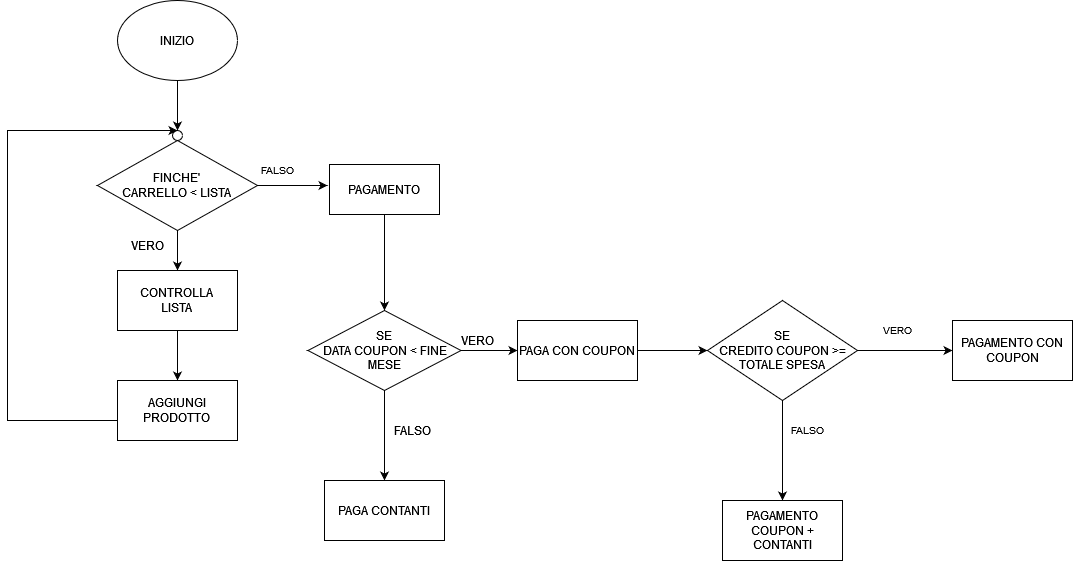 INIZIO
FINCHE'
CARRELLO < LISTA
FALSO
PAGAMENTO
VERO
CONTROLLA
LISTA
AGGIUNGI
PRODOTTO
SE
DATA COUPON < FINE
MESE
VERO
PAGA CON COUPON
FALSO
PAGA CONTANTI
SE
CREDITO COUPON >=
TOTALE SPESA
VERO
PAGAMENTO CON
COUPON
FALSO
PAGAMENTO
COUPON +
CONTANTI